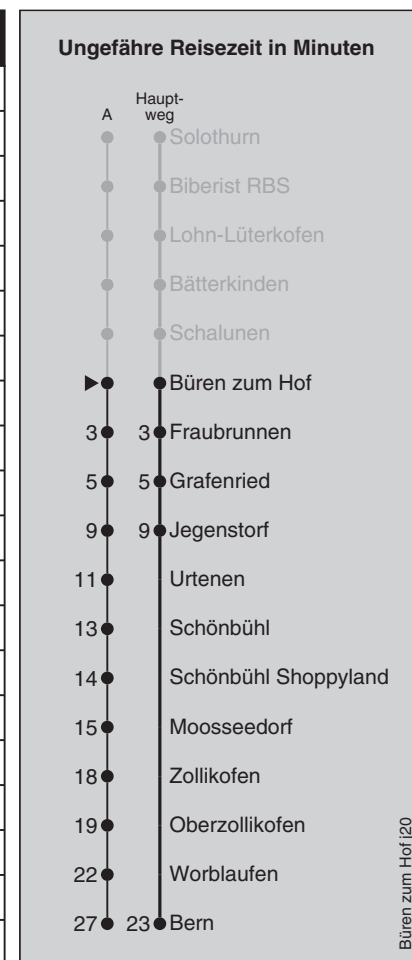 Ungefähre Reisezeit in Minuten
Haupt-
A weg
Solothurn
Biberist RBS
Lohn-Lüterkofen
Bätterkinden
Schalunen
Büren zum Hof
3 3 Fraubrunnen
5 5 Grafenried
9 9 Jegenstorf
11 Urtenen
13 Schönbühl
14 Schönbühl Shoppyland
15 Moosseedorf
18 Zollikofen
19 Oberzollikofen
22 Worblaufen
27 23 Bern
Büren zum Hof j20